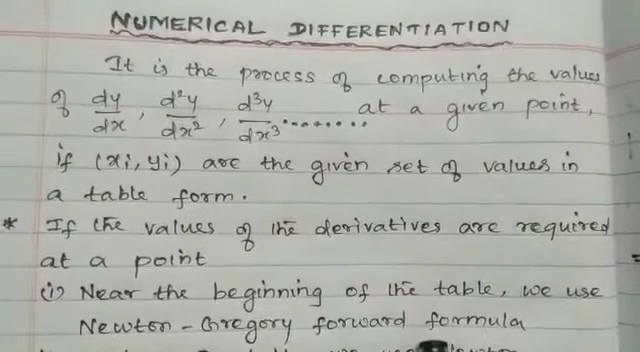 NUMERICAL DIFFERENTIATION
It is the process of computing the values
of dy/dx, d²y/dx², d³y/dx³........ at a given point,
if (xi, yi) are the given set of values in
a table form.
* If the values of the derivatives are required
at a point
(i) Near the beginning of the table, we use
Newton-Gregory forward formula